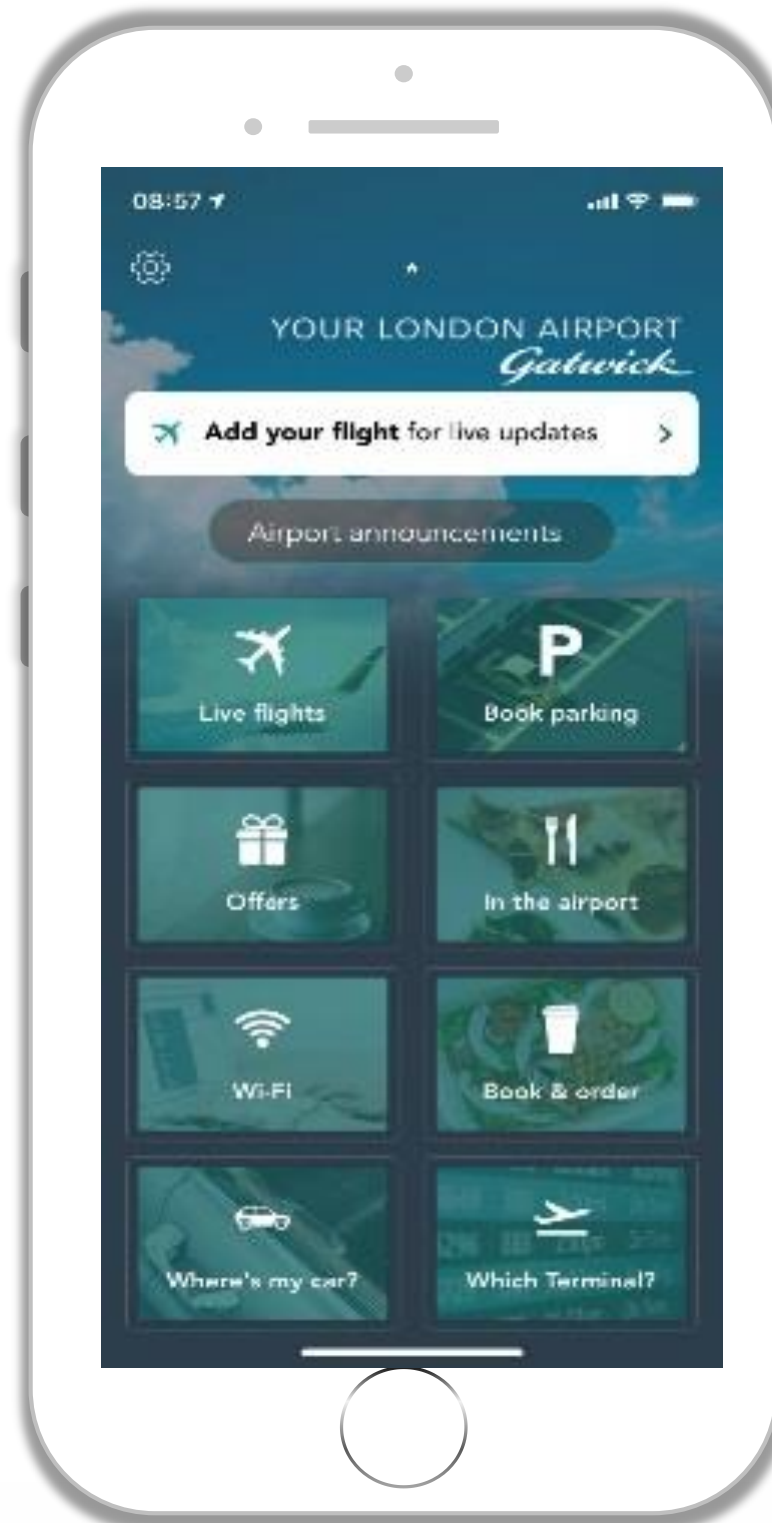 08:57
YOUR LONDON AIRPORT
Gatwick
Add your flight for live updates
Airport announcements
Live flights
P
Book parking
Offers
In the airport
Wi-Fi
Book & order
Where's my car?
Which Terminal?